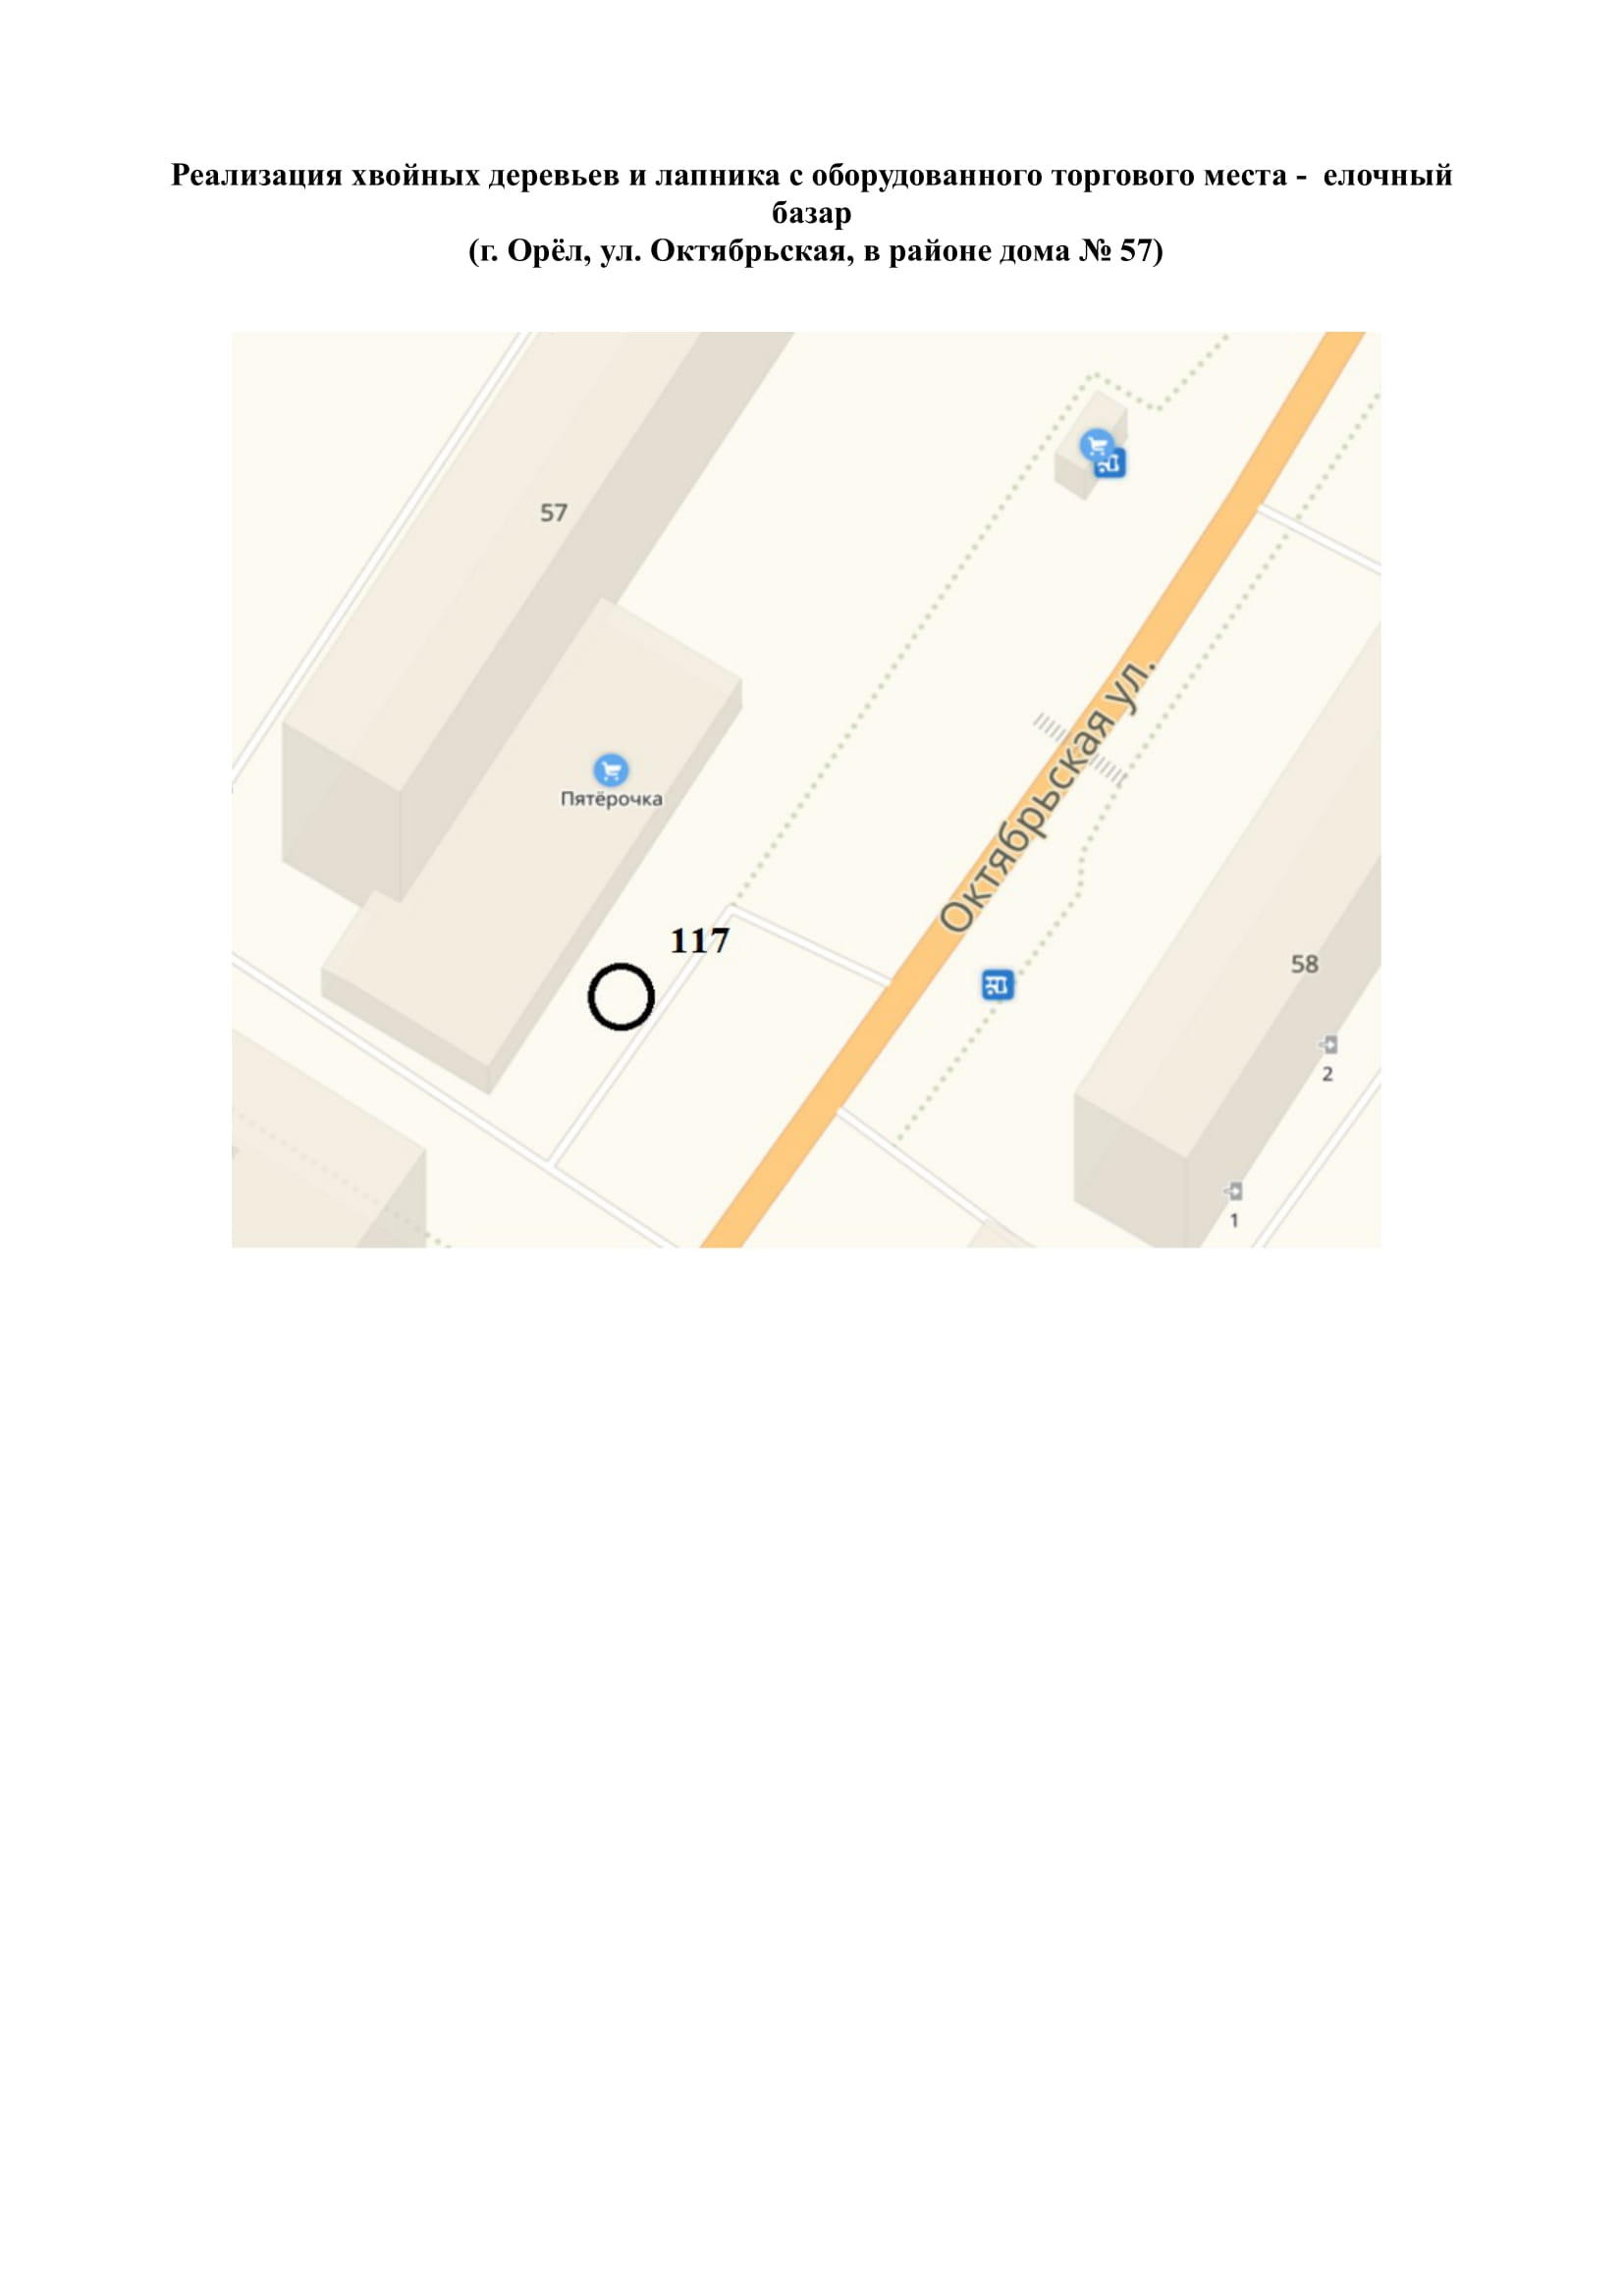 Реализация хвойных деревьев и лапника с оборудованного торгового места -  елочный
базар
(г. Орёл, ул. Октябрьская, в районе дома № 57)
57
Октябрьская ул.
Пятёрочка
117
58
2
1